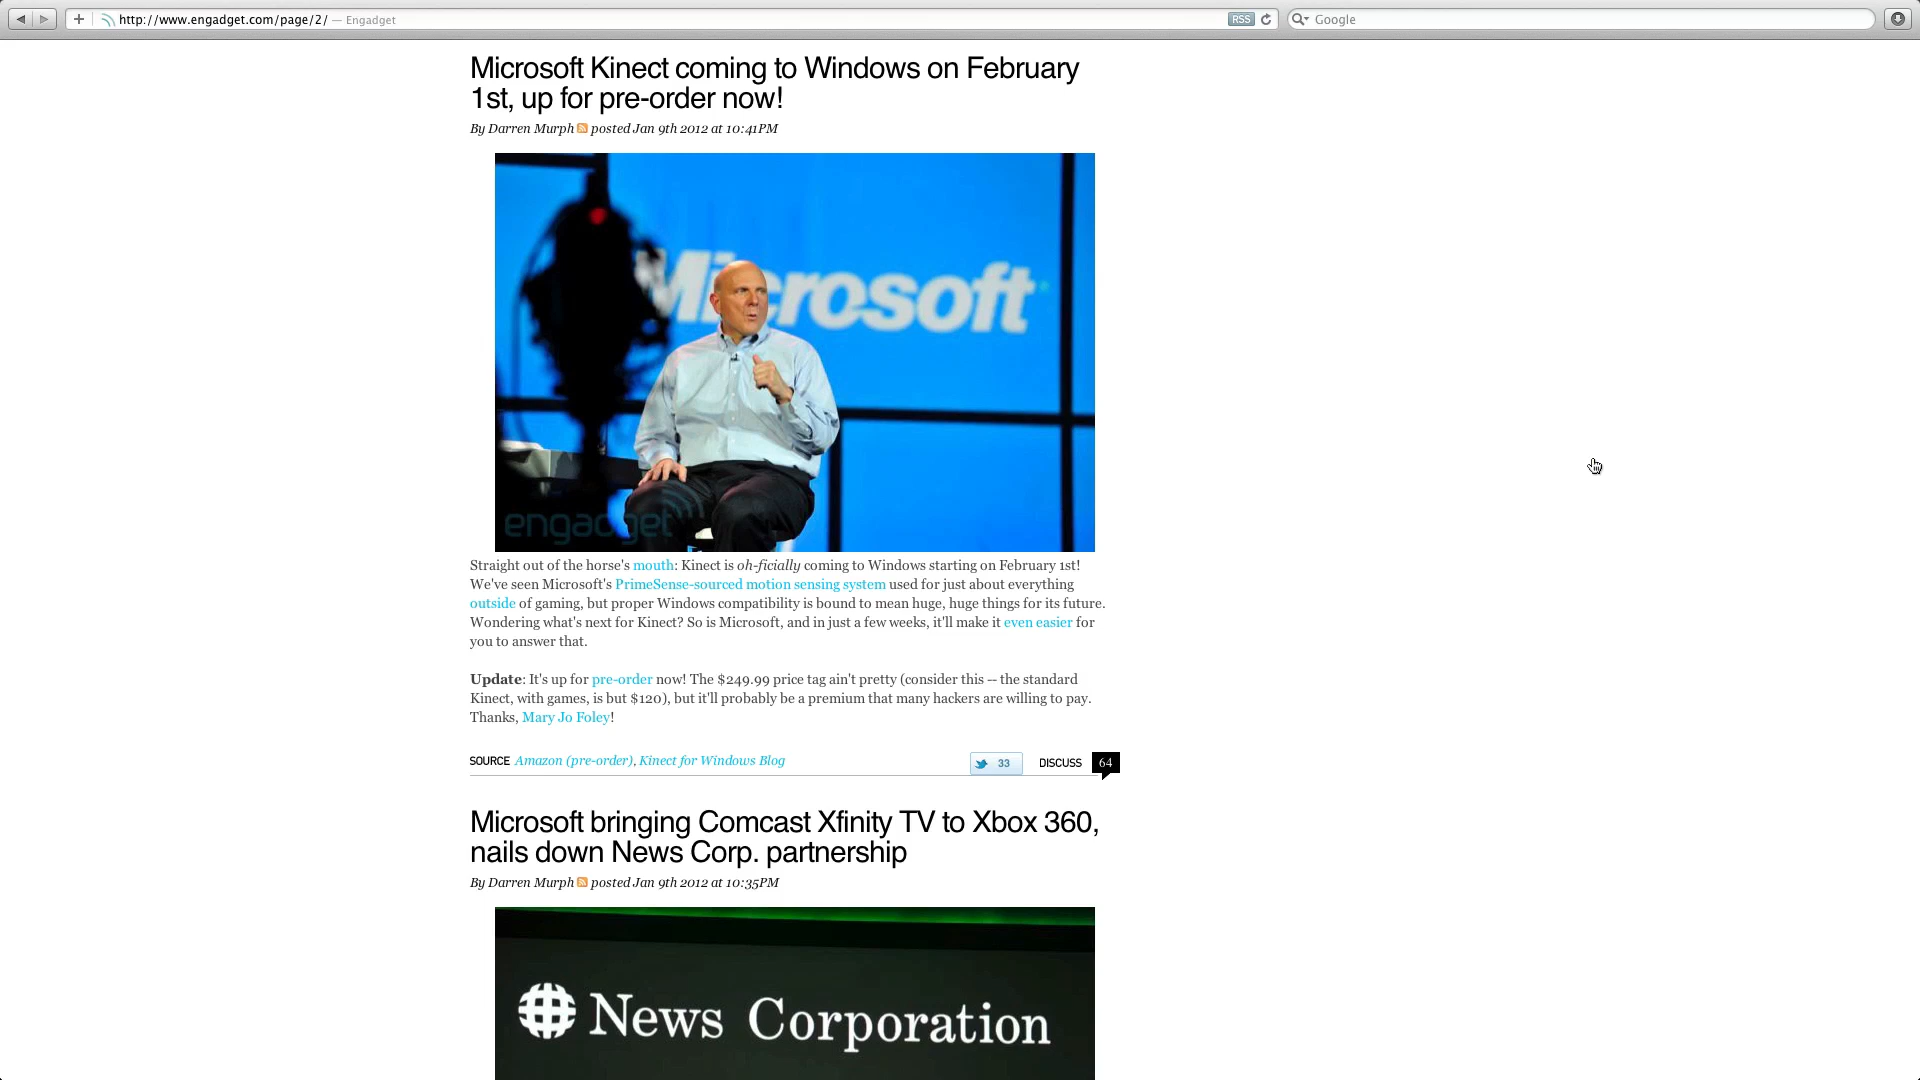 http://www.engadget.com/page/2/ — Engadget
RSS
Google
Microsoft Kinect coming to Windows on February
1st, up for pre-order now!
By Darren Murph posted Jan 9th 2012 at 10:41PM
Microsoft
engadget
Straight out of the horse's mouth: Kinect is oh-ficially coming to Windows starting on February 1st!
We've seen Microsoft's PrimeSense-sourced motion sensing system used for just about everything
outside of gaming, but proper Windows compatibility is bound to mean huge, huge things for its future.
Wondering what's next for Kinect? So is Microsoft, and in just a few weeks, it'll make it even easier for
you to answer that.
Update: It's up for pre-order now! The $249.99 price tag ain't pretty (consider this -- the standard
Kinect, with games, is but $120), but it'll probably be a premium that many hackers are willing to pay.
Thanks, Mary Jo Foley!
SOURCE Amazon (pre-order), Kinect for Windows Blog
33
DISCUSS 64
Microsoft bringing Comcast Xfinity TV to Xbox 360,
nails down News Corp. partnership
By Darren Murph posted Jan 9th 2012 at 10:35PM
News Corporation